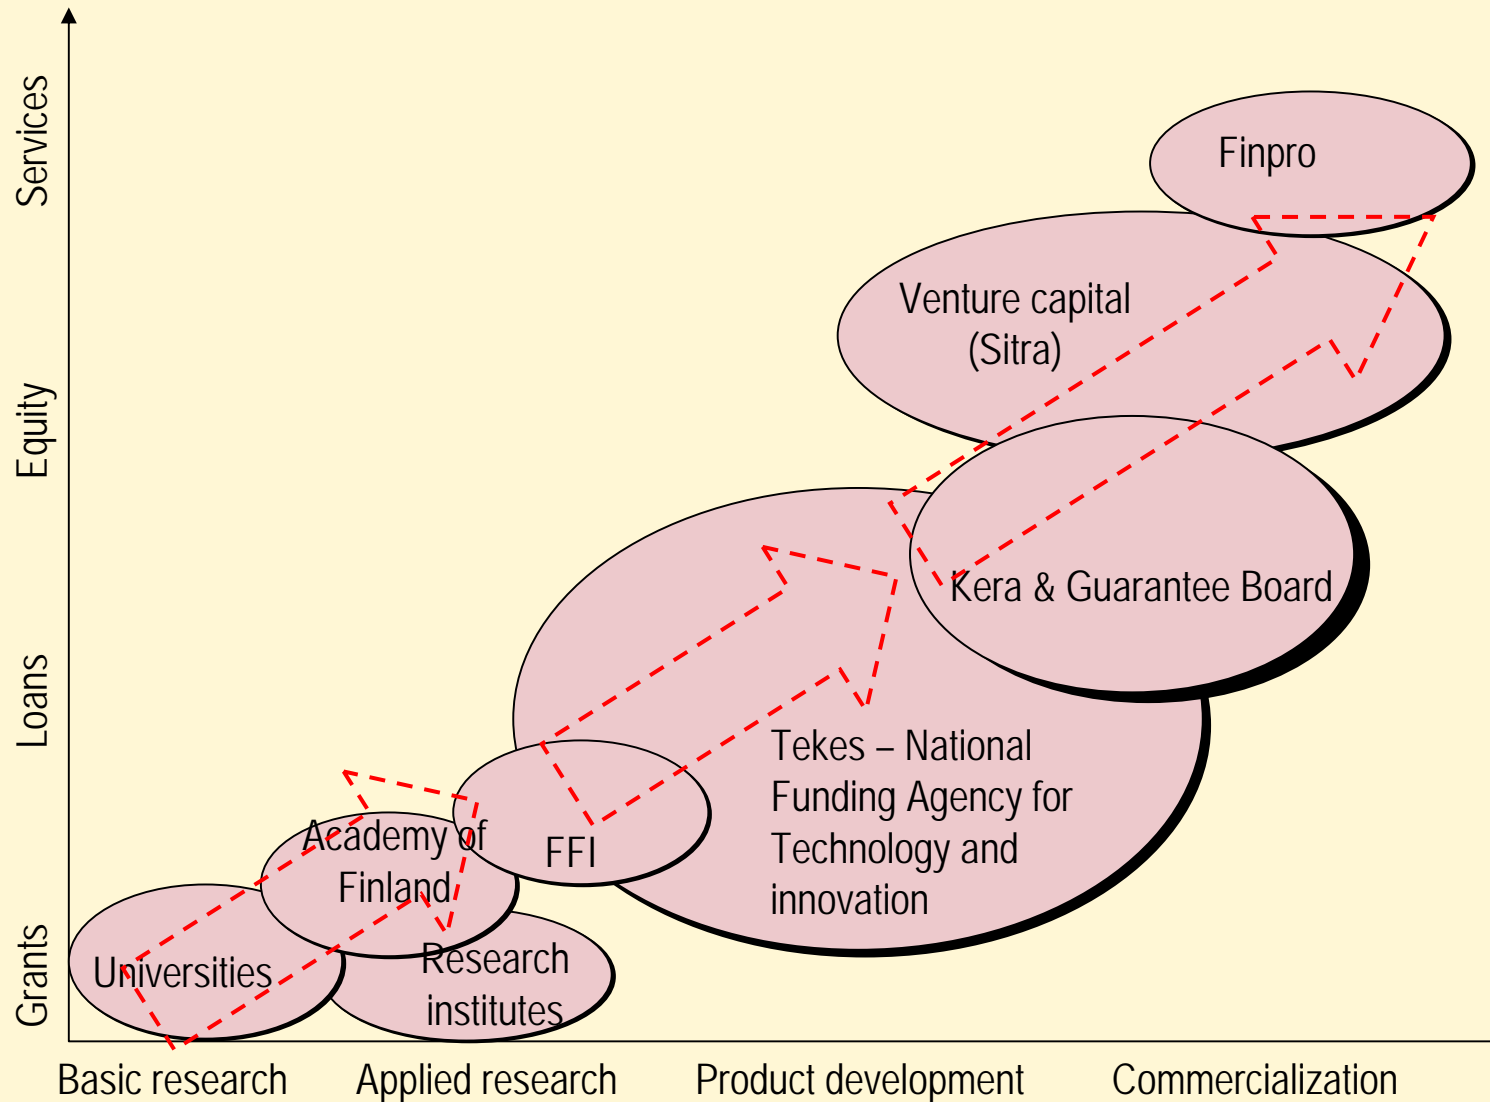 Services
Equity
Loans
Grants
Finpro
Venture capital
(Sitra)
Kera & Guarantee Board
Tekes – National
Funding Agency for
Technology and
innovation
FFI
Academy of
Finland
Research
institutes
Universities
Basic research
Applied research
Product development
Commercialization